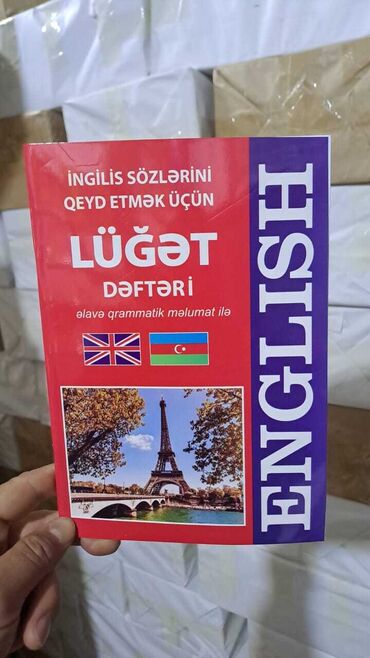 İNGİLİS SÖZLƏRİNİ
QEYD ETMƏK ÜÇÜN
LÜĞƏT
DƏFTƏRİ
əlavə qrammatik məlumat ilə
ENGLISH